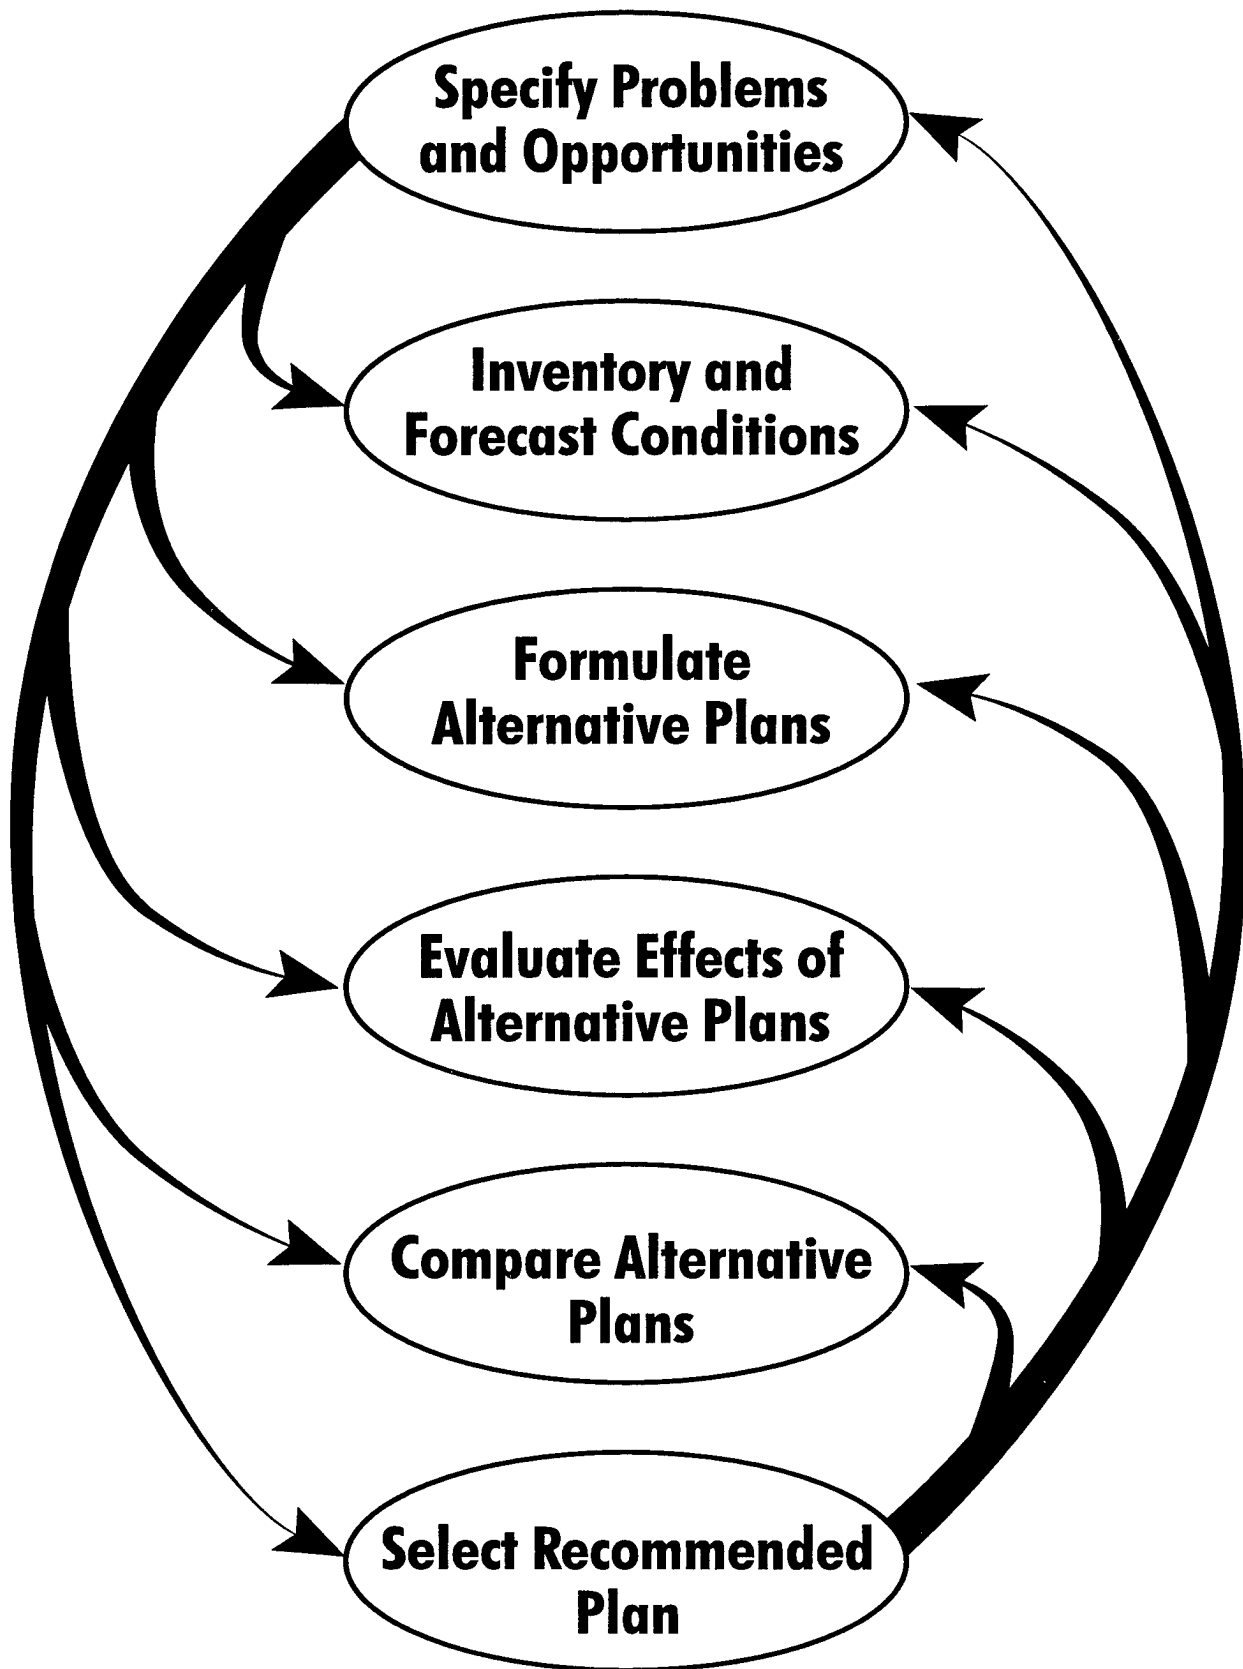 Specify Problems
and Opportunities
Inventory and
Forecast Conditions
Formulate
Alternative Plans
Evaluate Effects of
Alternative Plans
Compare Alternative
Plans
Select Recommended
Plan